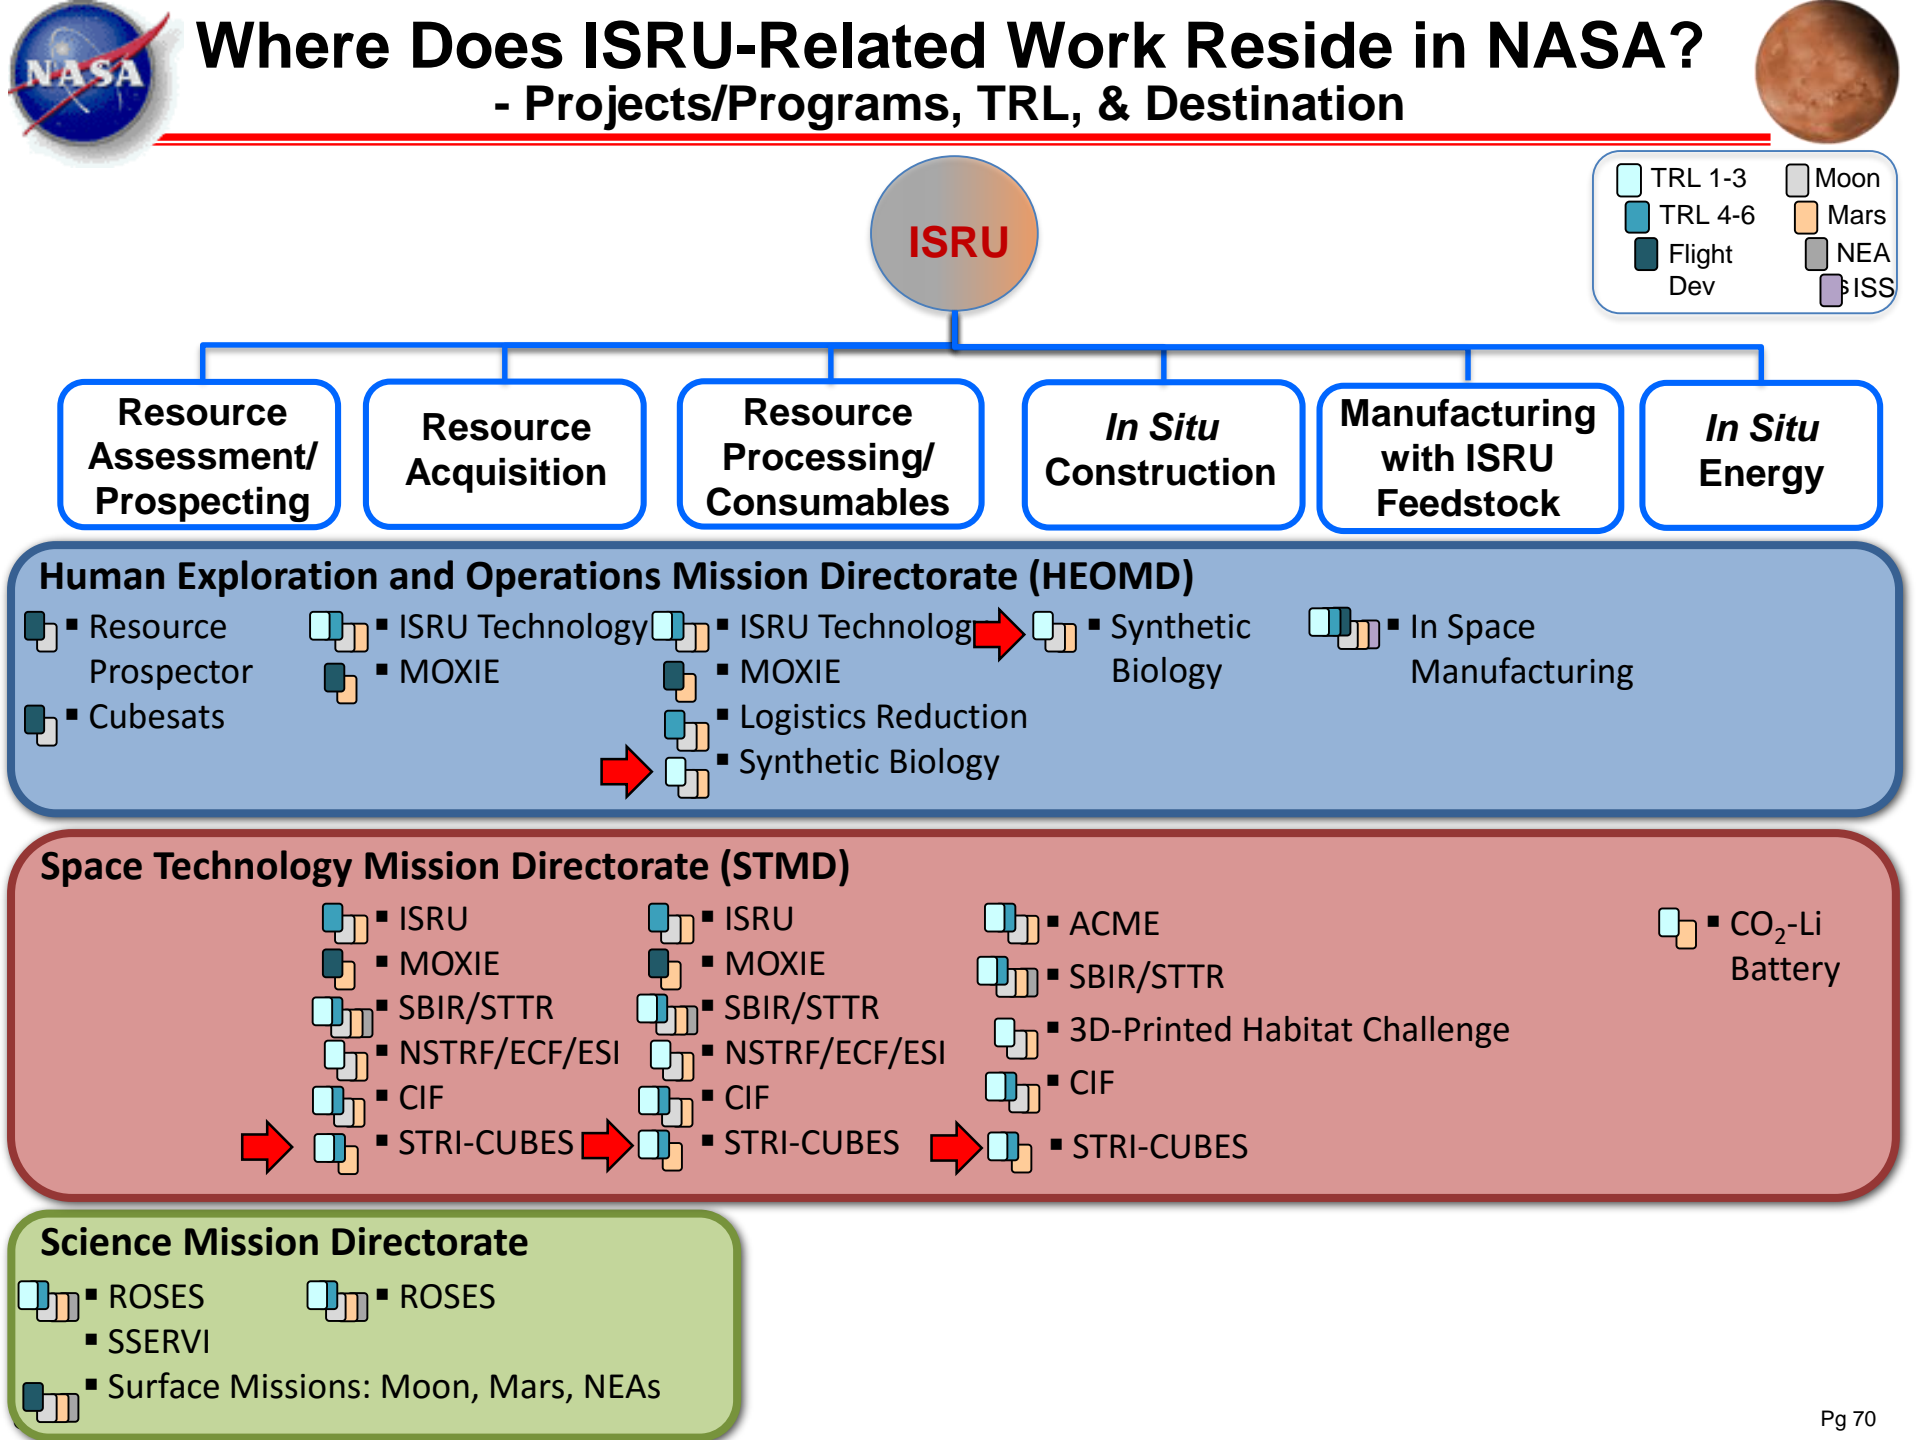 NASA
Where Does ISRU-Related Work Reside in NASA?
- Projects/Programs, TRL, & Destination
TRL 1-3
Moon
TRL 4-6
Mars
Flight
Dev
NEA
s
ISS
ISRU
Resource
Assessment/
Prospecting
Resource
Acquisition
Resource
Processing/
Consumables
In Situ
Construction
Manufacturing
with ISRU
Feedstock
In Situ
Energy
Human Exploration and Operations Mission Directorate (HEOMD)
▪ Resource
Prospector
▪ Cubesats
▪ ISRU Technology
▪ MOXIE
▪ ISRU Technology
▪ MOXIE
▪ Logistics Reduction
▪ Synthetic Biology
▪ Synthetic
Biology
▪ In Space
Manufacturing
Space Technology Mission Directorate (STMD)
▪ ISRU
▪ MOXIE
▪ SBIR/STTR
▪ NSTRF/ECF/ESI
▪ CIF
▪ STRI-CUBES
▪ ISRU
▪ MOXIE
▪ SBIR/STTR
▪ NSTRF/ECF/ESI
▪ CIF
▪ STRI-CUBES
▪ ACME
▪ SBIR/STTR
▪ 3D-Printed Habitat Challenge
▪ CIF
▪ STRI-CUBES
▪ CO₂-Li
Battery
Science Mission Directorate
▪ ROSES
▪ SSERVI
▪ Surface Missions: Moon, Mars, NEAs
▪ ROSES
Pg 70